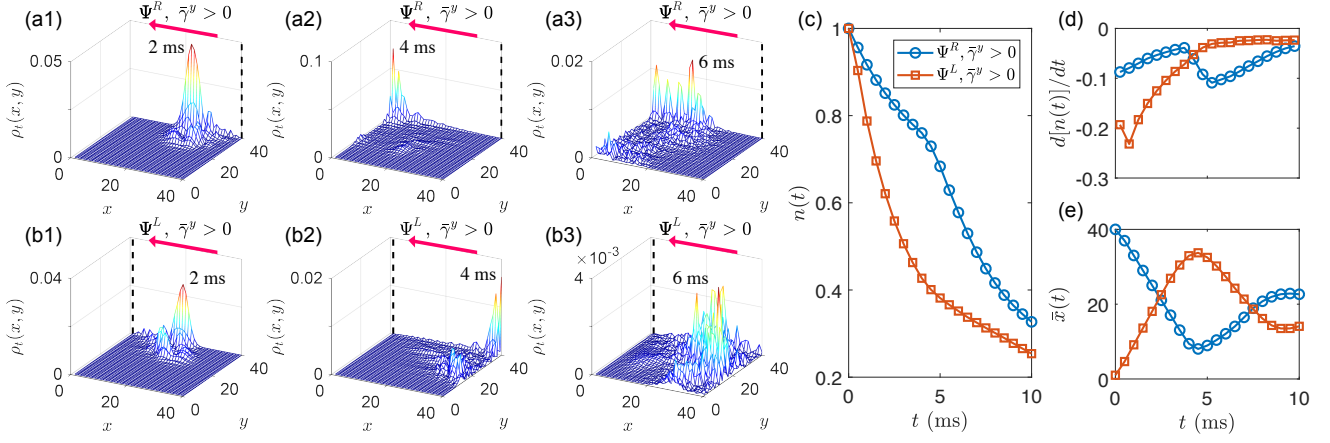 (a1) Ψ^R, γ̄^y > 0
2 ms
0.05
0
ρ_t(x, y)
0
20
40
x
0
20
40
y
(a2) Ψ^R, γ̄^y > 0
4 ms
0.1
0
ρ_t(x, y)
0
20
40
x
0
20
40
y
(a3) Ψ^R, γ̄^y > 0
6 ms
0.02
0
ρ_t(x, y)
0
20
40
x
0
20
40
y
(b1) Ψ^L, γ̄^y > 0
2 ms
0.04
0
ρ_t(x, y)
0
20
40
x
0
20
40
y
(b2) Ψ^L, γ̄^y > 0
4 ms
0.02
0
ρ_t(x, y)
0
20
40
x
0
20
40
y
(b3) Ψ^L, γ̄^y > 0
×10^-3
6 ms
4
0
ρ_t(x, y)
0
20
40
x
0
20
40
y
(c)
Ψ^R, γ̄^y > 0
Ψ^L, γ̄^y > 0
1
0.8
0.6
0.4
0.2
n(t)
0
5
10
t (ms)
(d)
0
-0.1
-0.2
-0.3
d[n(t)]/dt
0
5
10
(e)
40
20
0
x̄(t)
0
5
10
t (ms)